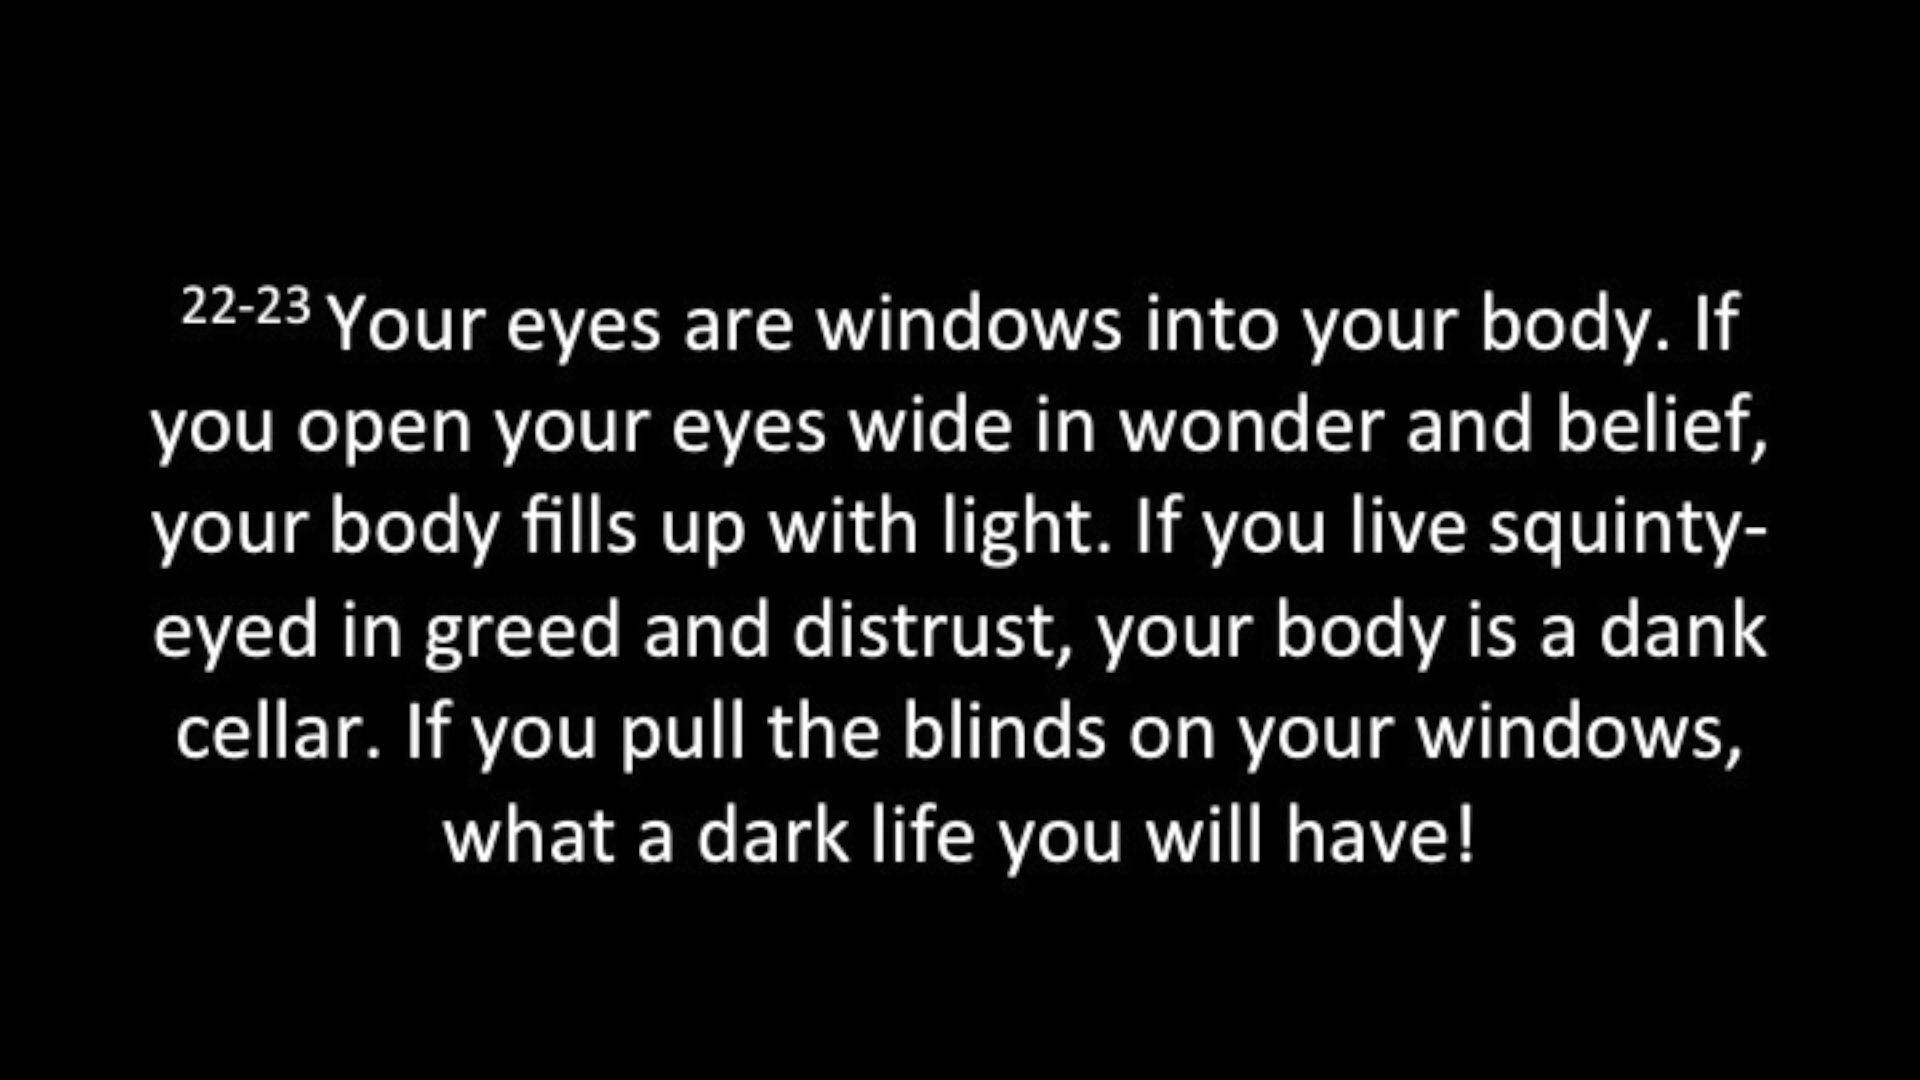 22-23 Your eyes are windows into your body. If
you open your eyes wide in wonder and belief,
your body fills up with light. If you live squinty-
eyed in greed and distrust, your body is a dank
cellar. If you pull the blinds on your windows,
what a dark life you will have!